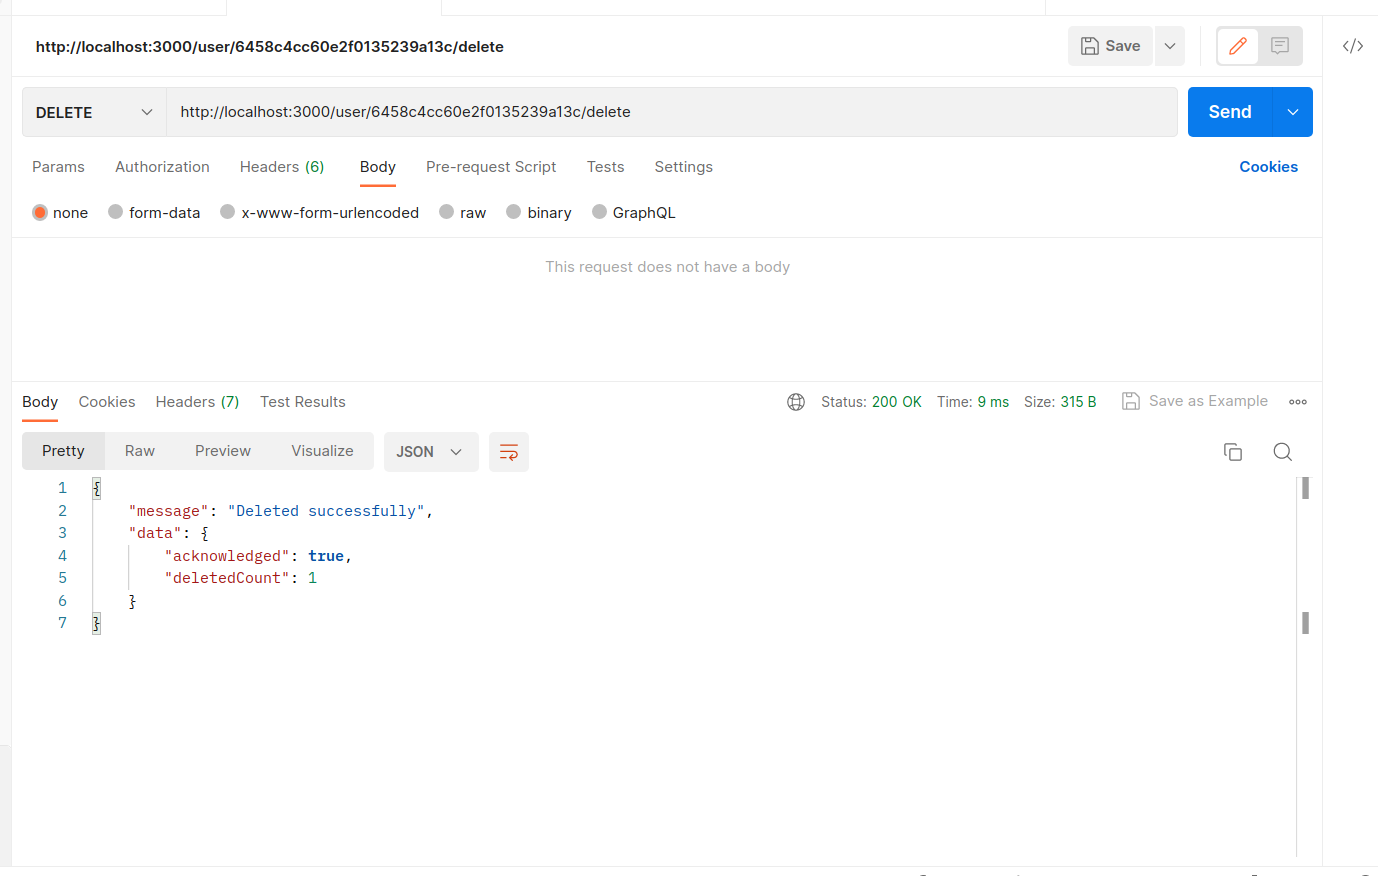 http://localhost:3000/user/6458c4cc60e2f0135239a13c/delete
Save
</>
DELETE
http://localhost:3000/user/6458c4cc60e2f0135239a13c/delete
Send
Params Authorization Headers (6) Body Pre-request Script Tests Settings Cookies
none form-data x-www-form-urlencoded raw binary GraphQL
This request does not have a body
Body Cookies Headers (7) Test Results Status: 200 OK Time: 9 ms Size: 315 B Save as Example
Pretty Raw Preview Visualize JSON
1 {
2 "message": "Deleted successfully",
3 "data": {
4 "acknowledged": true,
5 "deletedCount": 1
6 }
7 }